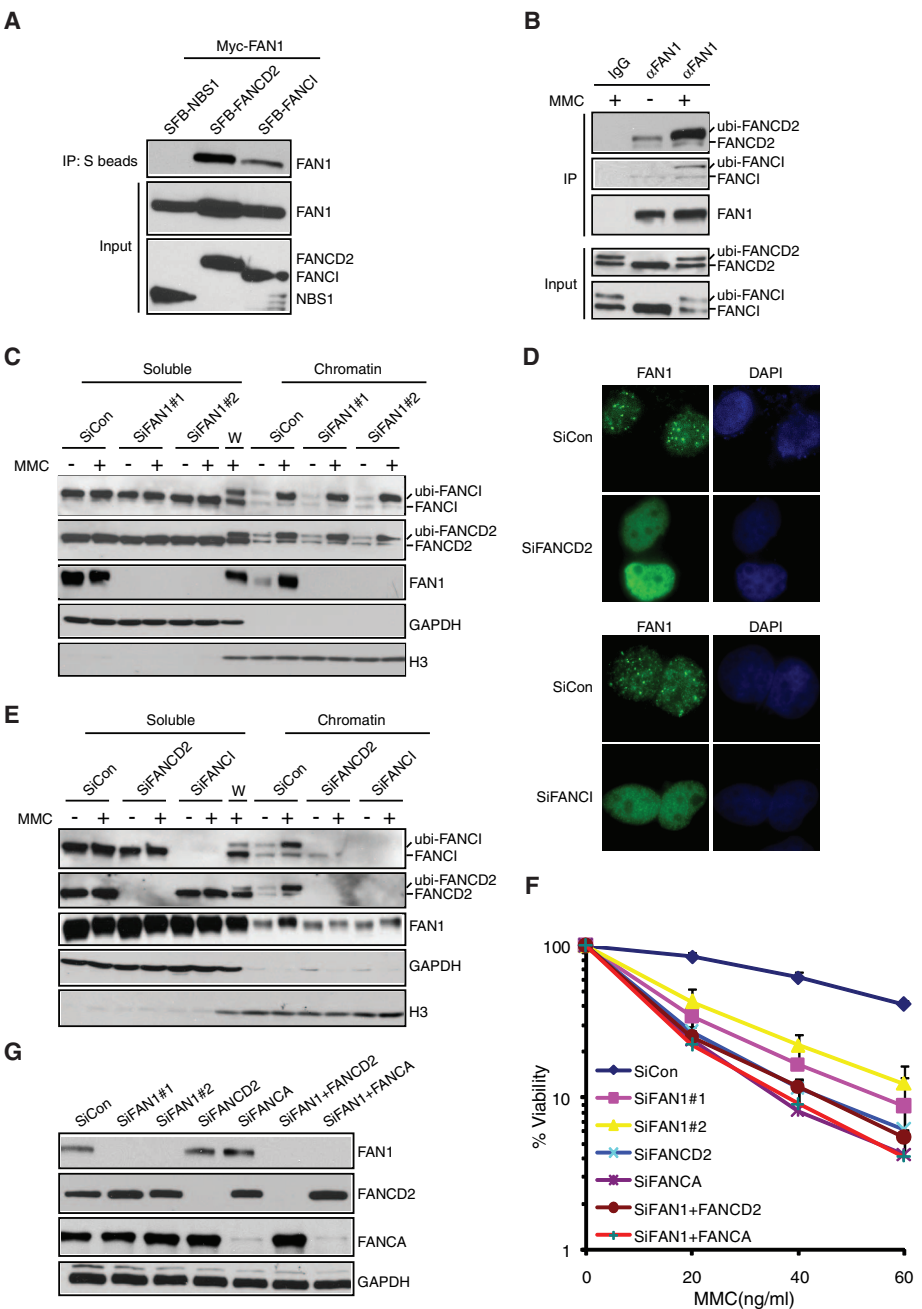 A
Myc-FAN1
SFB-NBS1 SFB-FANCD2 SFB-FANCI
IP: S beads
FAN1
Input
FAN1
FANCD2
FANCI
NBS1
B
IgG αFAN1 αFAN1
MMC + - +
IP
ubi-FANCD2
FANCD2
ubi-FANCI
FANCI
FAN1
Input
ubi-FANCD2
FANCD2
ubi-FANCI
FANCI
C
Soluble Chromatin
SiCon SiFAN1#1 SiFAN1#2 W SiCon SiFAN1#1 SiFAN1#2
MMC - + - + - + + - + - + - +
ubi-FANCI
FANCI
ubi-FANCD2
FANCD2
FAN1
GAPDH
H3
D
FAN1 DAPI
SiCon
SiFANCD2
FAN1 DAPI
SiCon
SiFANCI
E
Soluble Chromatin
SiCon SiFANCD2 SiFANCI W SiCon SiFANCD2 SiFANCI
MMC - + - + - + + - + - + - +
ubi-FANCI
FANCI
ubi-FANCD2
FANCD2
FAN1
GAPDH
H3
F
100
10
1
% Viability
SiCon
SiFAN1#1
SiFAN1#2
SiFANCD2
SiFANCA
SiFAN1+FANCD2
SiFAN1+FANCA
0 20 40 60
MMC(ng/ml)
G
SiCon SiFAN1#1 SiFAN1#2 SiFANCD2 SiFANCA SiFAN1+FANCD2 SiFAN1+FANCA
FAN1
FANCD2
FANCA
GAPDH